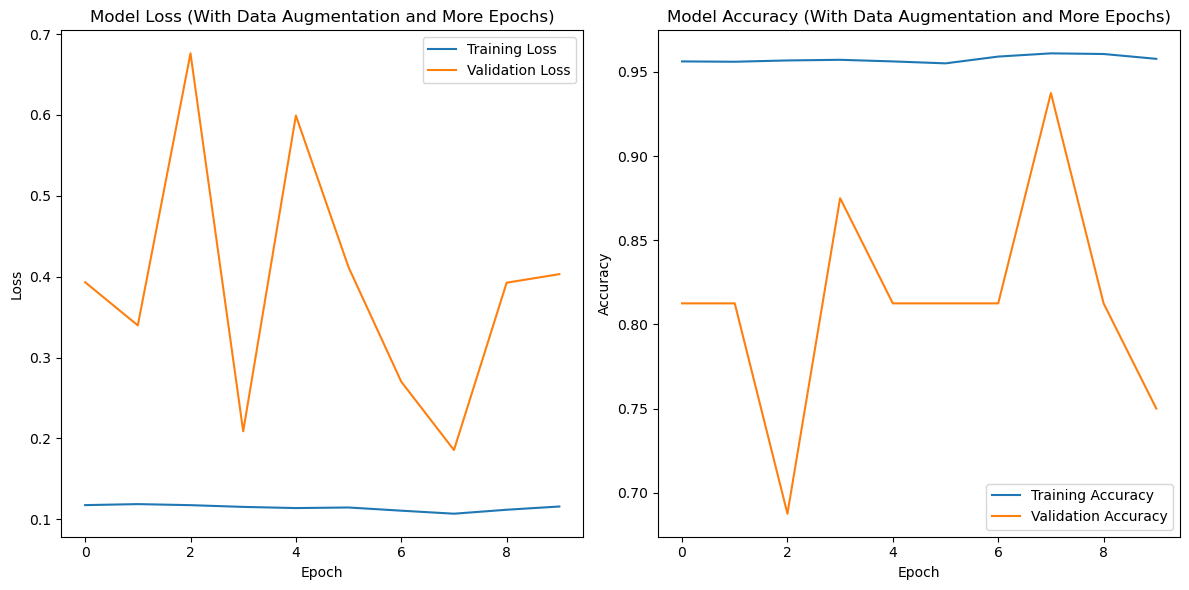 Model Loss (With Data Augmentation and More Epochs)
0.7
0.6
0.5
0.4
0.3
0.2
0.1
Loss
0 2 4 6 8
Epoch
Training Loss
Validation Loss
Model Accuracy (With Data Augmentation and More Epochs)
0.95
0.90
0.85
0.80
0.75
0.70
Accuracy
0 2 4 6 8
Epoch
Training Accuracy
Validation Accuracy